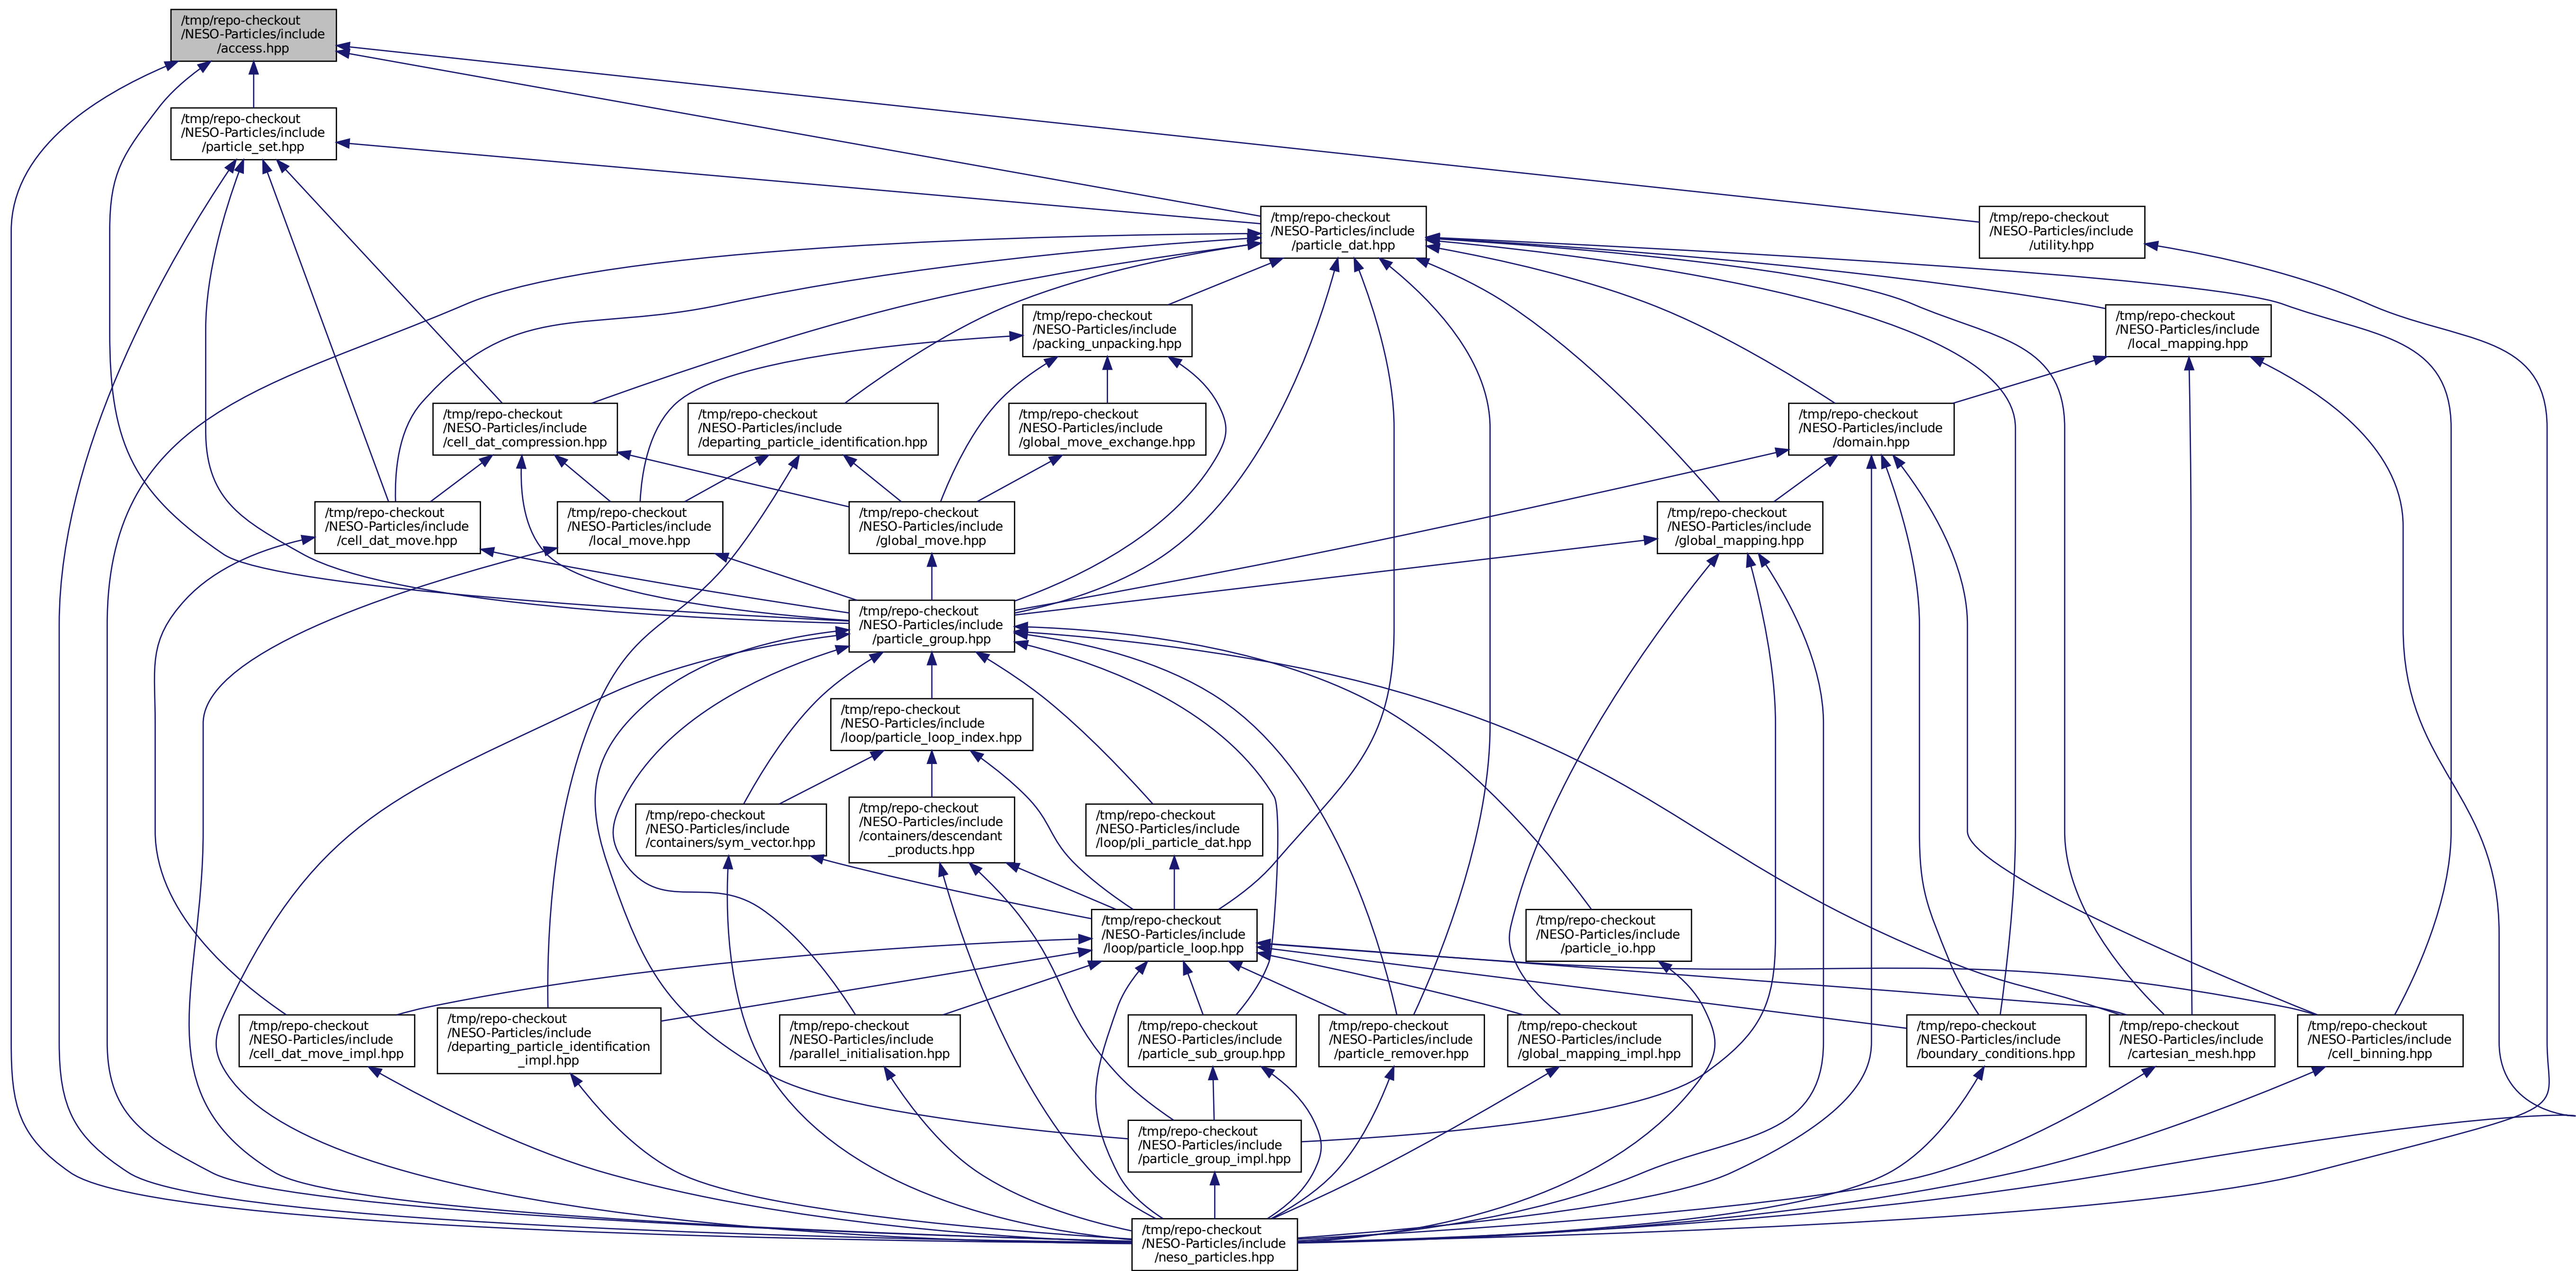 /tmp/repo-checkout
/NESO-Particles/include
/access.hpp
/tmp/repo-checkout
/NESO-Particles/include
/particle_set.hpp
/tmp/repo-checkout
/NESO-Particles/include
/particle_dat.hpp
/tmp/repo-checkout
/NESO-Particles/include
/utility.hpp
/tmp/repo-checkout
/NESO-Particles/include
/packing_unpacking.hpp
/tmp/repo-checkout
/NESO-Particles/include
/local_mapping.hpp
/tmp/repo-checkout
/NESO-Particles/include
/cell_dat_compression.hpp
/tmp/repo-checkout
/NESO-Particles/include
/departing_particle_identification.hpp
/tmp/repo-checkout
/NESO-Particles/include
/global_move_exchange.hpp
/tmp/repo-checkout
/NESO-Particles/include
/domain.hpp
/tmp/repo-checkout
/NESO-Particles/include
/cell_dat_move.hpp
/tmp/repo-checkout
/NESO-Particles/include
/local_move.hpp
/tmp/repo-checkout
/NESO-Particles/include
/global_move.hpp
/tmp/repo-checkout
/NESO-Particles/include
/global_mapping.hpp
/tmp/repo-checkout
/NESO-Particles/include
/particle_group.hpp
/tmp/repo-checkout
/NESO-Particles/include
/loop/particle_loop_index.hpp
/tmp/repo-checkout
/NESO-Particles/include
/containers/sym_vector.hpp
/tmp/repo-checkout
/NESO-Particles/include
/containers/descendant
_products.hpp
/tmp/repo-checkout
/NESO-Particles/include
/loop/pli_particle_dat.hpp
/tmp/repo-checkout
/NESO-Particles/include
/loop/particle_loop.hpp
/tmp/repo-checkout
/NESO-Particles/include
/particle_io.hpp
/tmp/repo-checkout
/NESO-Particles/include
/cell_dat_move_impl.hpp
/tmp/repo-checkout
/NESO-Particles/include
/departing_particle_identification
_impl.hpp
/tmp/repo-checkout
/NESO-Particles/include
/parallel_initialisation.hpp
/tmp/repo-checkout
/NESO-Particles/include
/particle_sub_group.hpp
/tmp/repo-checkout
/NESO-Particles/include
/particle_remover.hpp
/tmp/repo-checkout
/NESO-Particles/include
/global_mapping_impl.hpp
/tmp/repo-checkout
/NESO-Particles/include
/boundary_conditions.hpp
/tmp/repo-checkout
/NESO-Particles/include
/cartesian_mesh.hpp
/tmp/repo-checkout
/NESO-Particles/include
/cell_binning.hpp
/tmp/repo-checkout
/NESO-Particles/include
/particle_group_impl.hpp
/tmp/repo-checkout
/NESO-Particles/include
/neso_particles.hpp